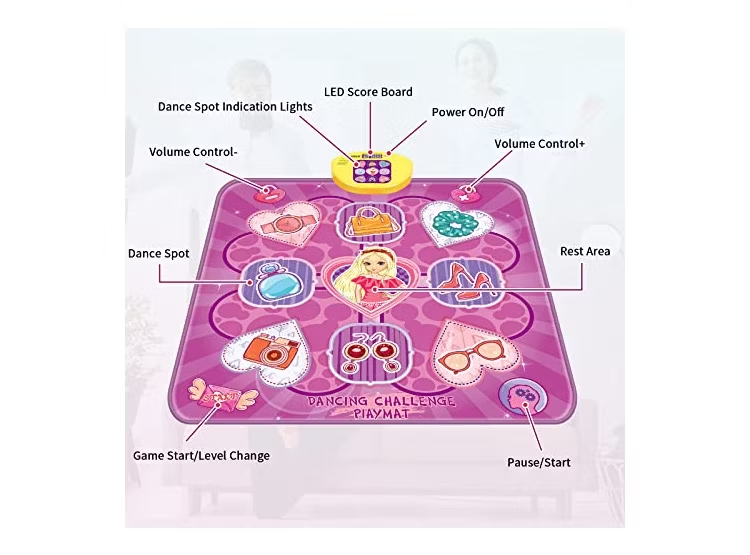 LED Score Board
Dance Spot Indication Lights
Power On/Off
Volume Control-
Volume Control+
Dance Spot
Rest Area
DANCING CHALLENGE
PLAYMAT
Game Start/Level Change
Pause/Start